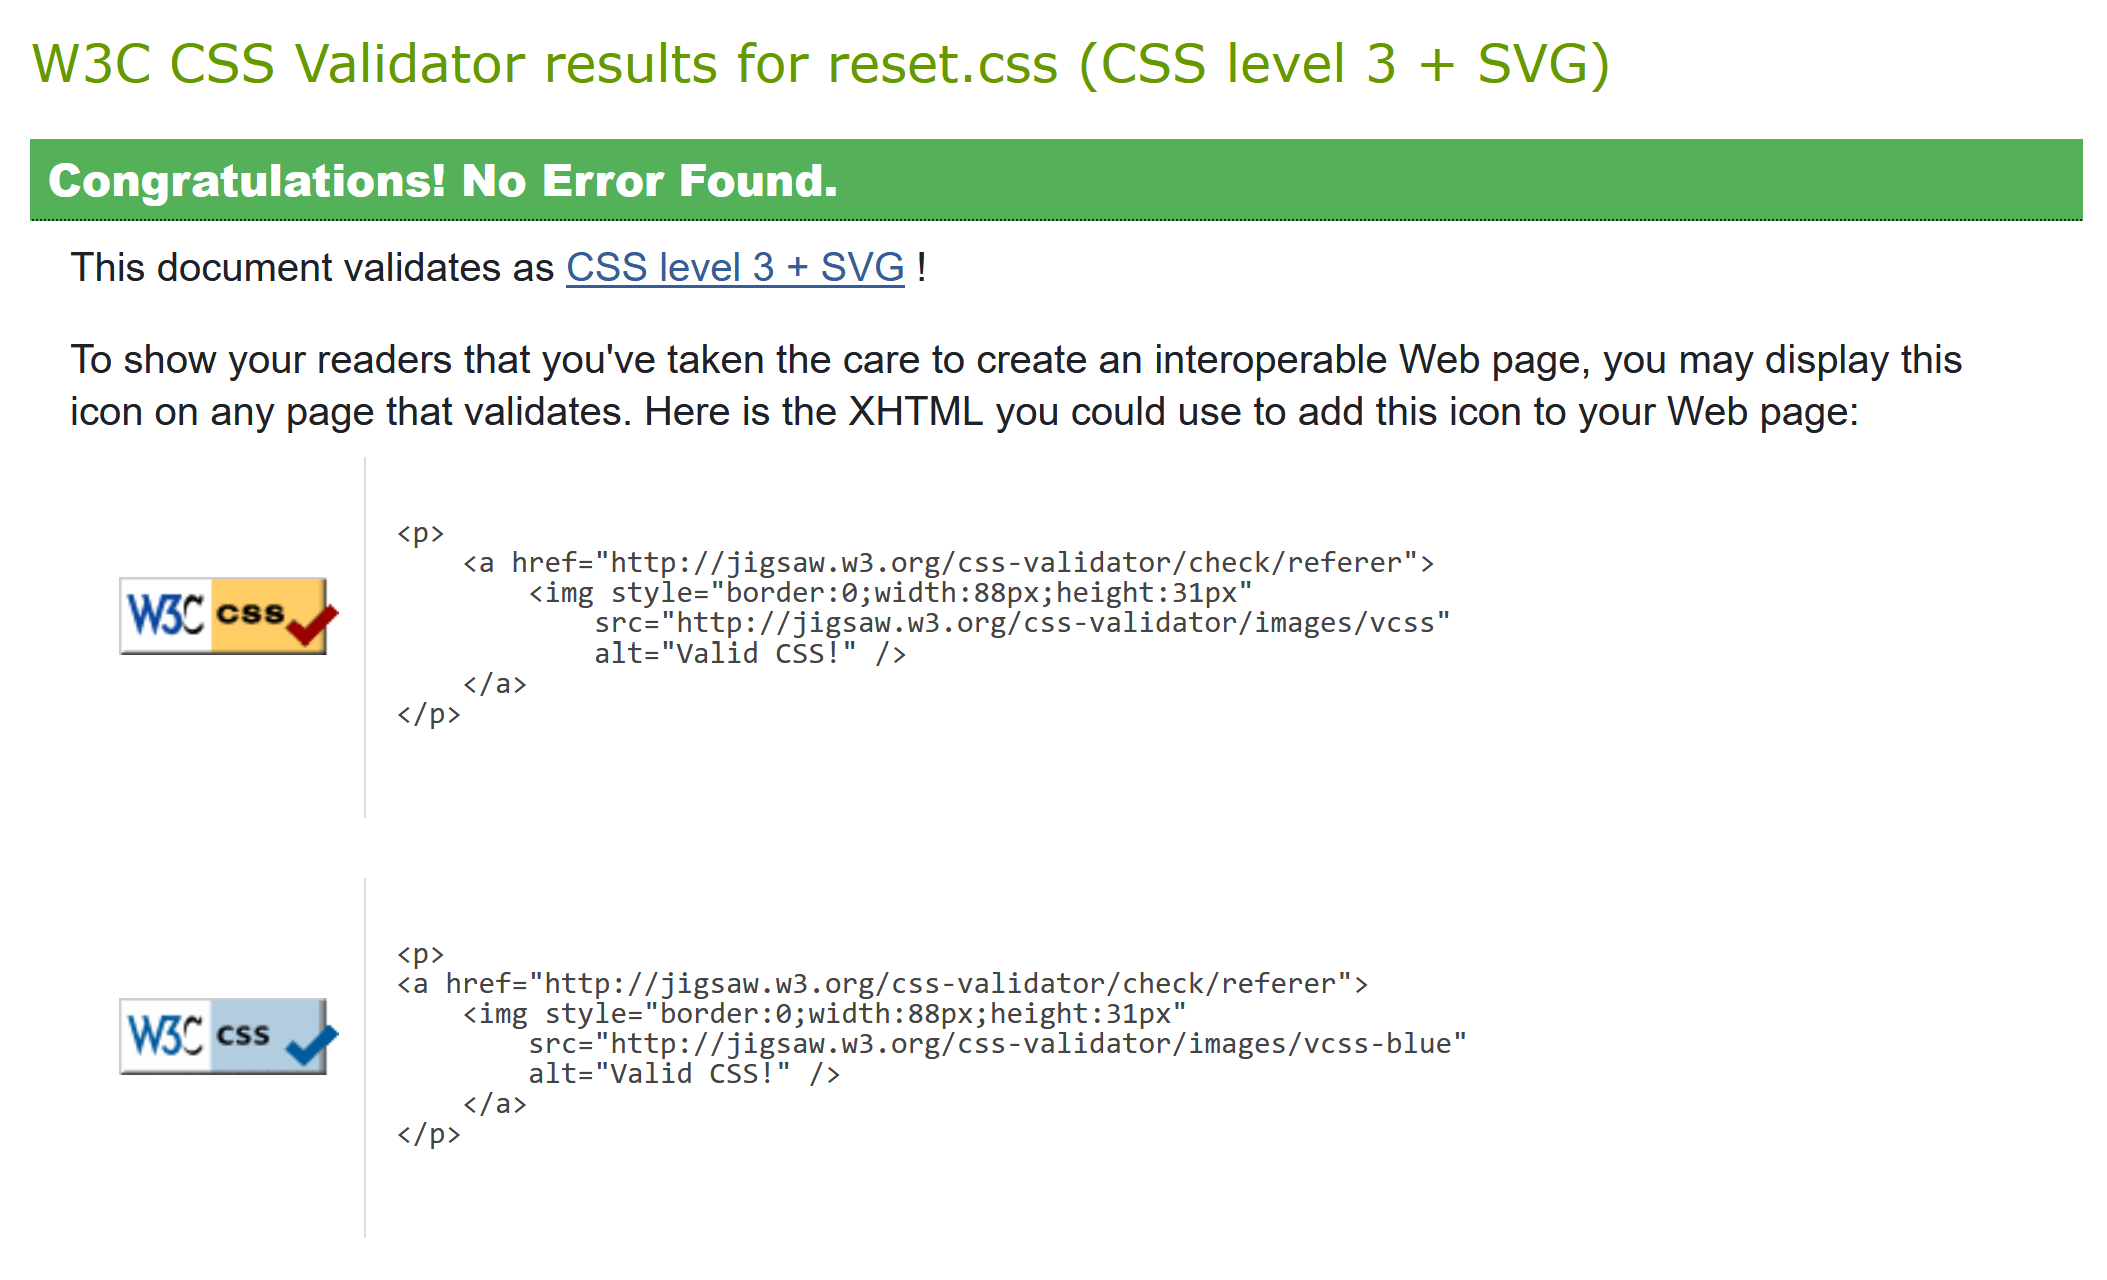 W3C CSS Validator results for reset.css (CSS level 3 + SVG)
Congratulations! No Error Found.
This document validates as CSS level 3 + SVG !
To show your readers that you've taken the care to create an interoperable Web page, you may display this
icon on any page that validates. Here is the XHTML you could use to add this icon to your Web page:
W3C css
<p>
    <a href="http://jigsaw.w3.org/css-validator/check/referer">
        <img style="border:0;width:88px;height:31px"
            src="http://jigsaw.w3.org/css-validator/images/vcss"
            alt="Valid CSS!" />
    </a>
</p>
W3C css
<p>
<a href="http://jigsaw.w3.org/css-validator/check/referer">
    <img style="border:0;width:88px;height:31px"
        src="http://jigsaw.w3.org/css-validator/images/vcss-blue"
        alt="Valid CSS!" />
    </a>
</p>